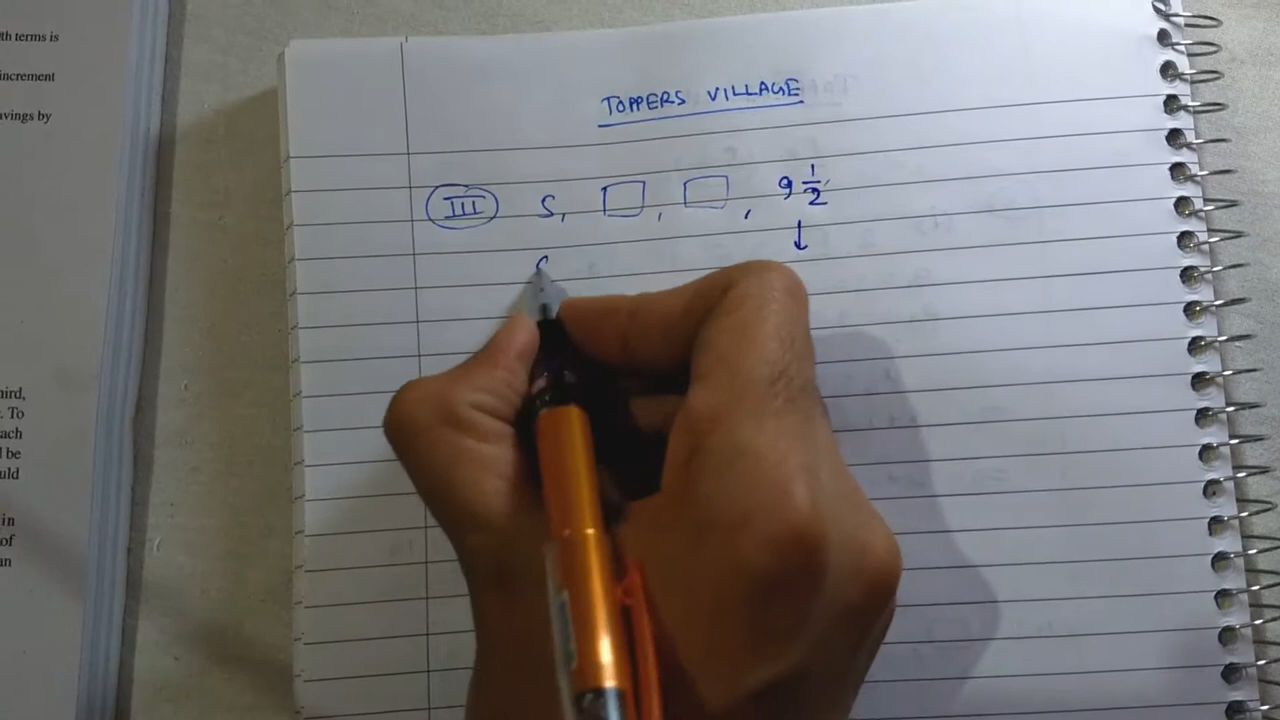 th terms is
increment
avings by
TOPPERS VILLAGE
III 5, □, □, 9 1/2
↓
hird,
. To
ach
l be
uld
in
of
an